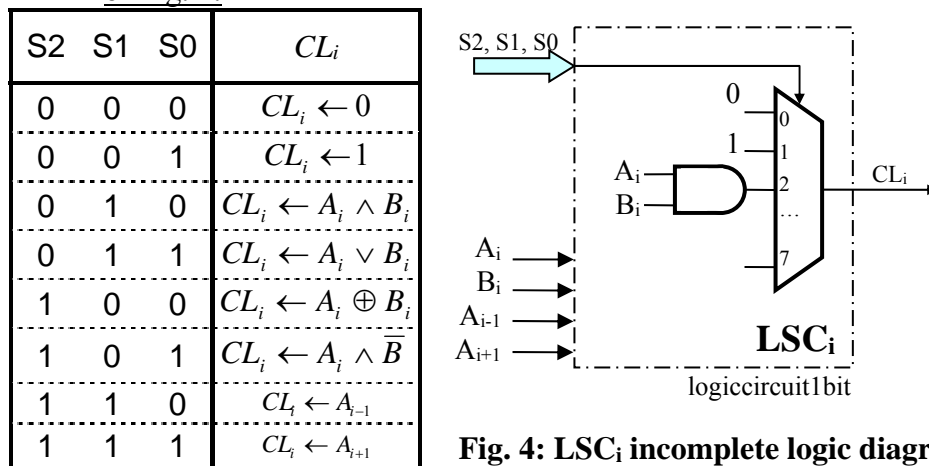 S2 S1 S0 CLi
0 0 0 CLi ← 0
0 0 1 CLi ← 1
0 1 0 CLi ← Ai ∧ Bi
0 1 1 CLi ← Ai ∨ Bi
1 0 0 CLi ← Ai ⊕ Bi
1 0 1 CLi ← Ai ∧ B̅
1 1 0 CLi ← Ai-1
1 1 1 CLi ← Ai+1
S2, S1, S0
0
0
1
1
Ai
2
Bi
...
7
CLi
Ai
Bi
Ai-1
Ai+1
LSCi
logiccircuit1bit
Fig. 4: LSCi incomplete logic diagr